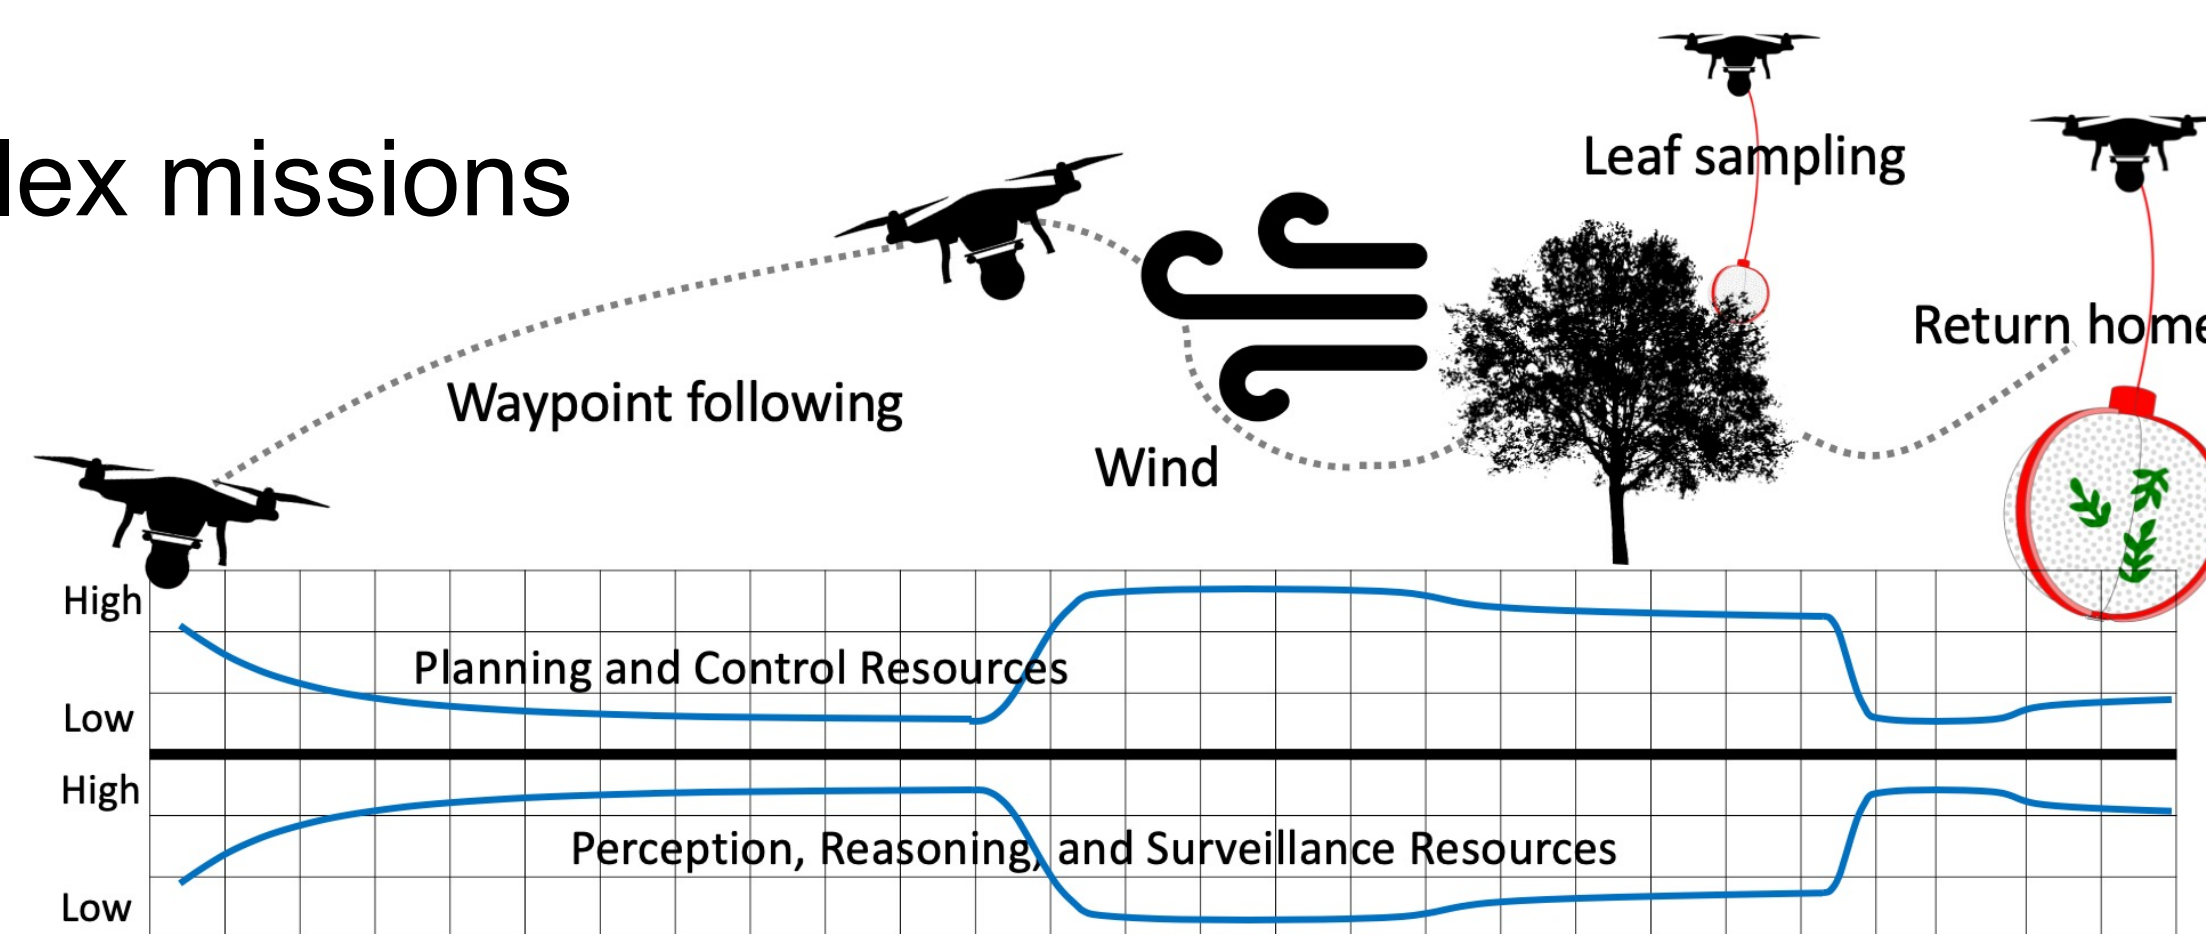 lex missions
Leaf sampling
Return home
Waypoint following
Wind
High
Planning and Control Resources
Low
High
Perception, Reasoning, and Surveillance Resources
Low